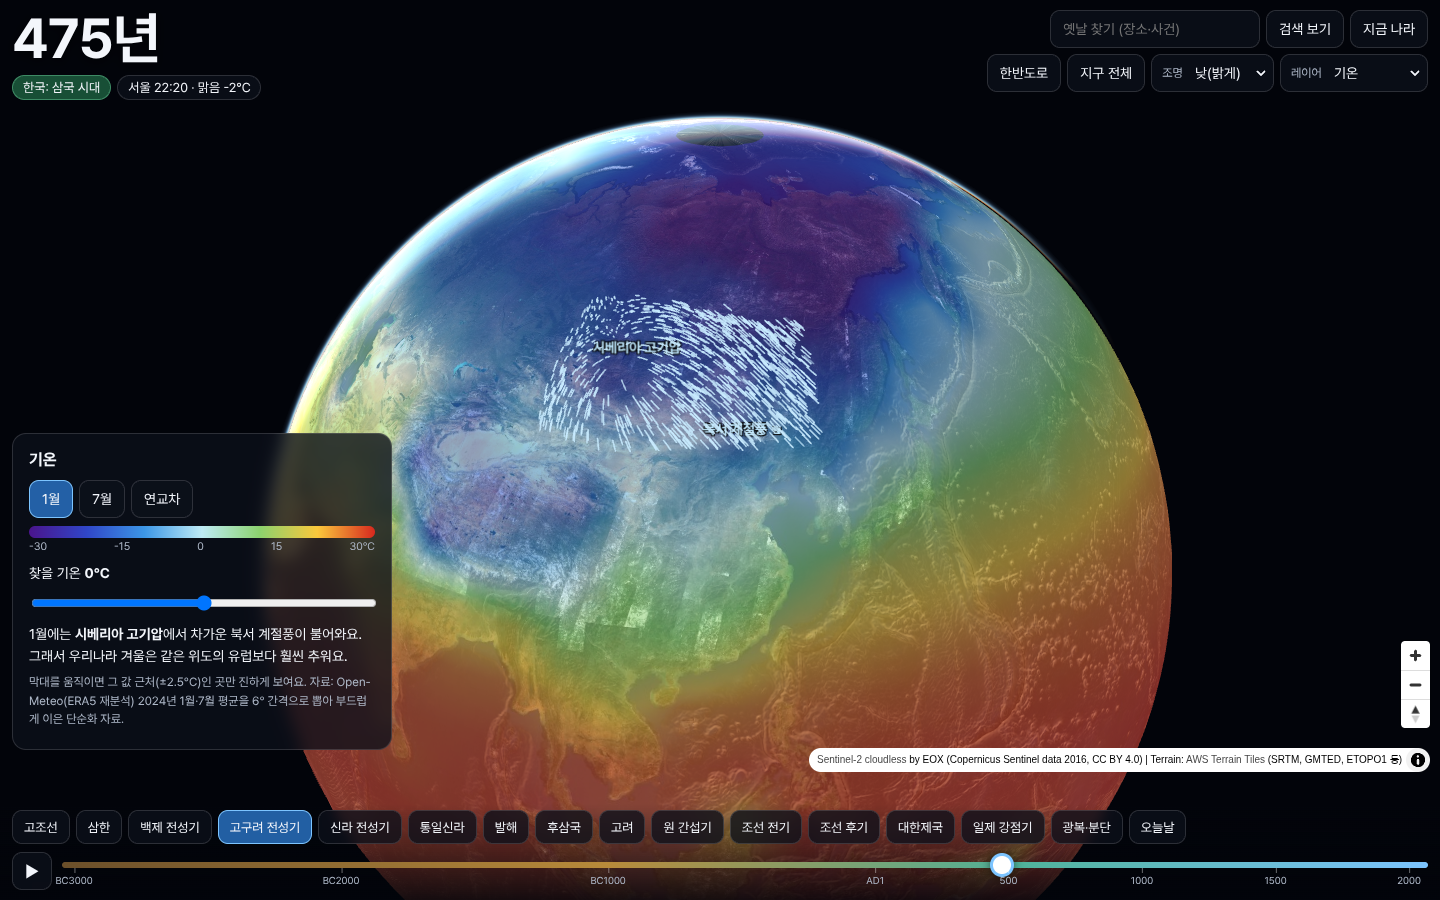 475년
한국: 삼국 시대
서울 22:20 · 맑음 -2°C
옛날 찾기 (장소·사건)
검색 보기
지금 나라
한반도로
지구 전체
조명 낮(밝게)
레이어 기온
시베리아 고기압
북서 계절풍
기온
1월
7월
연교차
-30 -15 0 15 30°C
찾을 기온 0°C
1월에는 시베리아 고기압에서 차가운 북서 계절풍이 불어와요.
그래서 우리나라 겨울은 같은 위도의 유럽보다 훨씬 추워요.
막대를 움직이면 그 값 근처(±2.5°C)인 곳만 진하게 보여요. 자료: Open-
Meteo(ERA5 재분석) 2024년 1월·7월 평균을 6° 간격으로 뽑아 부드럽
게 이은 단순화 자료.
Sentinel-2 cloudless by EOX (Copernicus Sentinel data 2016, CC BY 4.0) | Terrain: AWS Terrain Tiles (SRTM, GMTED, ETOPO1 등)
고조선
삼한
백제 전성기
고구려 전성기
신라 전성기
통일신라
발해
후삼국
고려
원 간섭기
조선 전기
조선 후기
대한제국
일제 강점기
광복·분단
오늘날
BC3000 BC2000 BC1000 AD1 500 1000 1500 2000